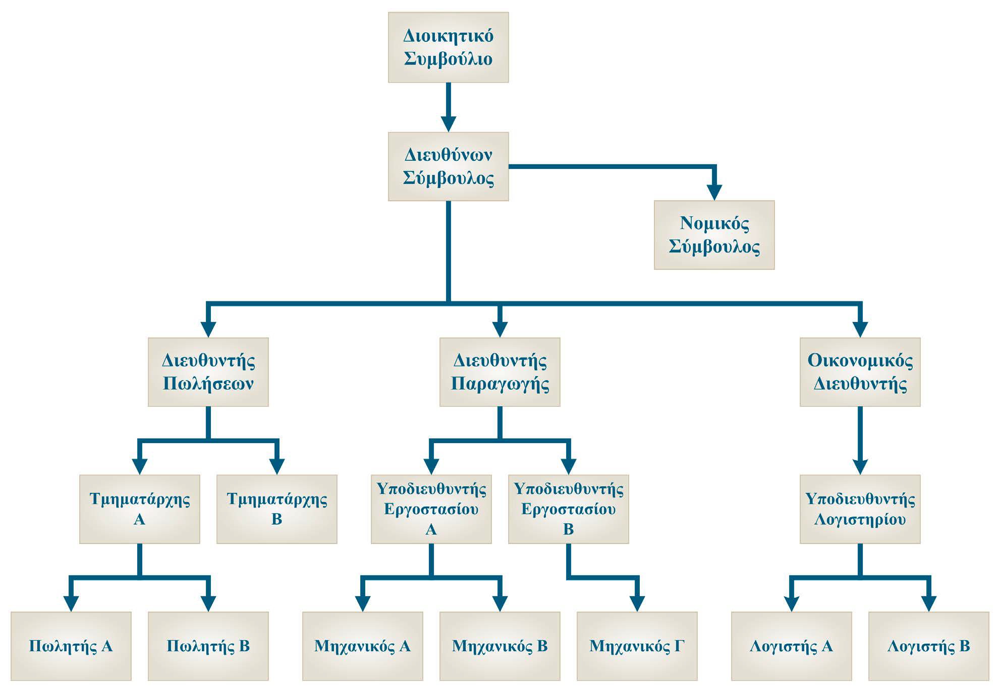 Διοικητικό
Συμβούλιο
Διευθύνων
Σύμβουλος
Νομικός
Σύμβουλος
Διευθυντής
Πωλήσεων
Διευθυντής
Παραγωγής
Οικονομικός
Διευθυντής
Τμηματάρχης
Α
Τμηματάρχης
Β
Υποδιευθυντής
Εργοστασίου
Α
Υποδιευθυντής
Εργοστασίου
Β
Υποδιευθυντής
Λογιστηρίου
Πωλητής Α
Πωλητής Β
Μηχανικός Α
Μηχανικός Β
Μηχανικός Γ
Λογιστής Α
Λογιστής Β